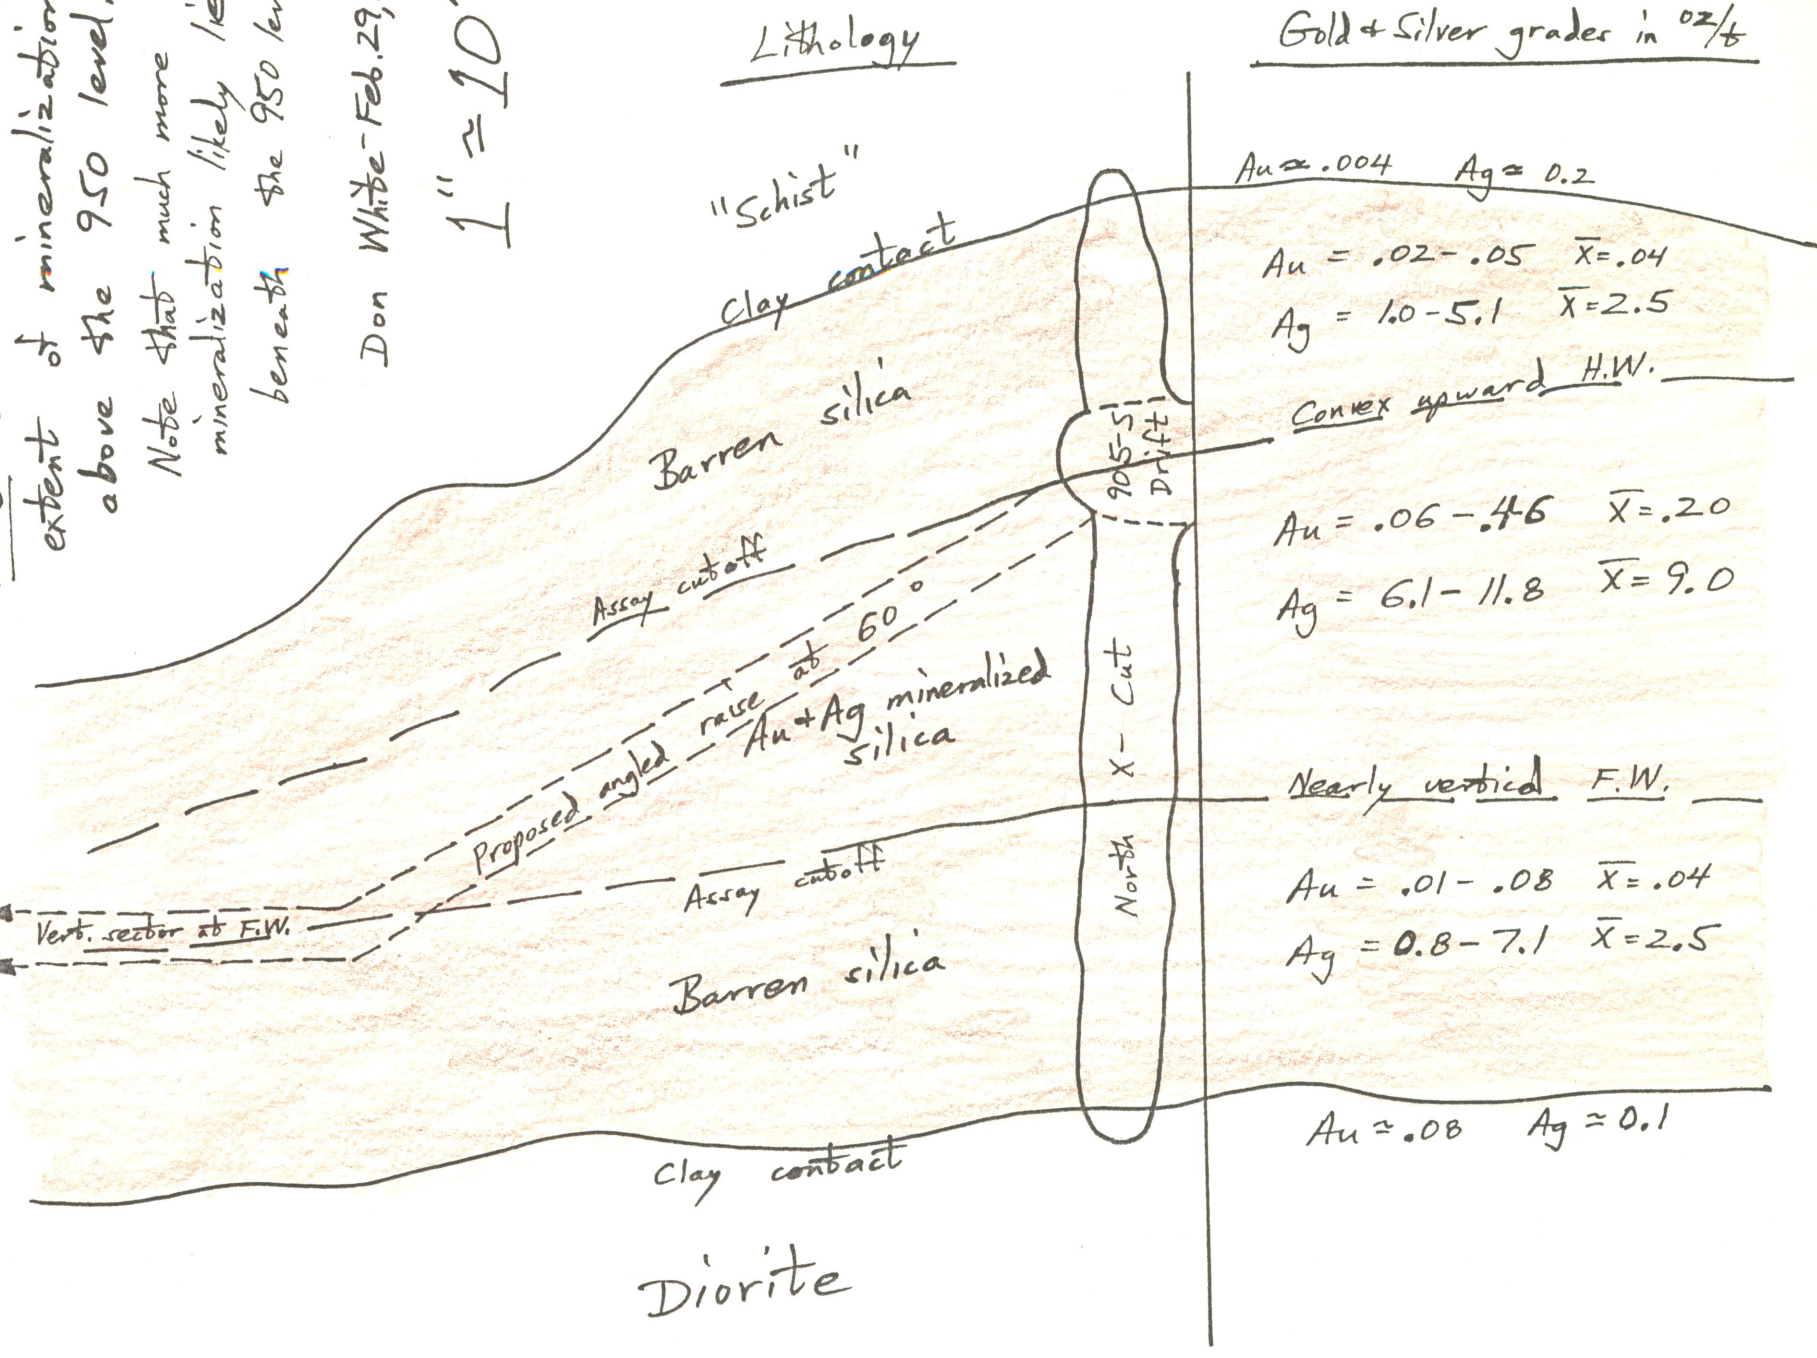 extent of mineralization
above the 950 level.
Note that much more
mineralization likely
beneath the 950
Don White - Feb. 29,
1" ≃ 10'
Lithology
Gold & Silver grades in oz/t
"Schist"
Au ≃ .004 Ag ≃ 0.2
Clay contact
Au = .02 - .05 X̄ = .04
Ag = 1.0 - 5.1 X̄ = 2.5
Barren silica
Convex upward H.W.
905-S
Drift
Assay cutoff
Au = .06 - .46 X̄ = .20
Ag = 6.1 - 11.8 X̄ = 9.0
Proposed angled raise at 60°
Au & Ag mineralized
silica
North X-Cut
Nearly vertical F.W.
Assay cutoff
Vert. sector at F.W.
Au = .01 - .08 X̄ = .04
Ag = 0.8 - 7.1 X̄ = 2.5
Barren silica
Au ≃ .08 Ag ≃ 0.1
Clay contact
Diorite